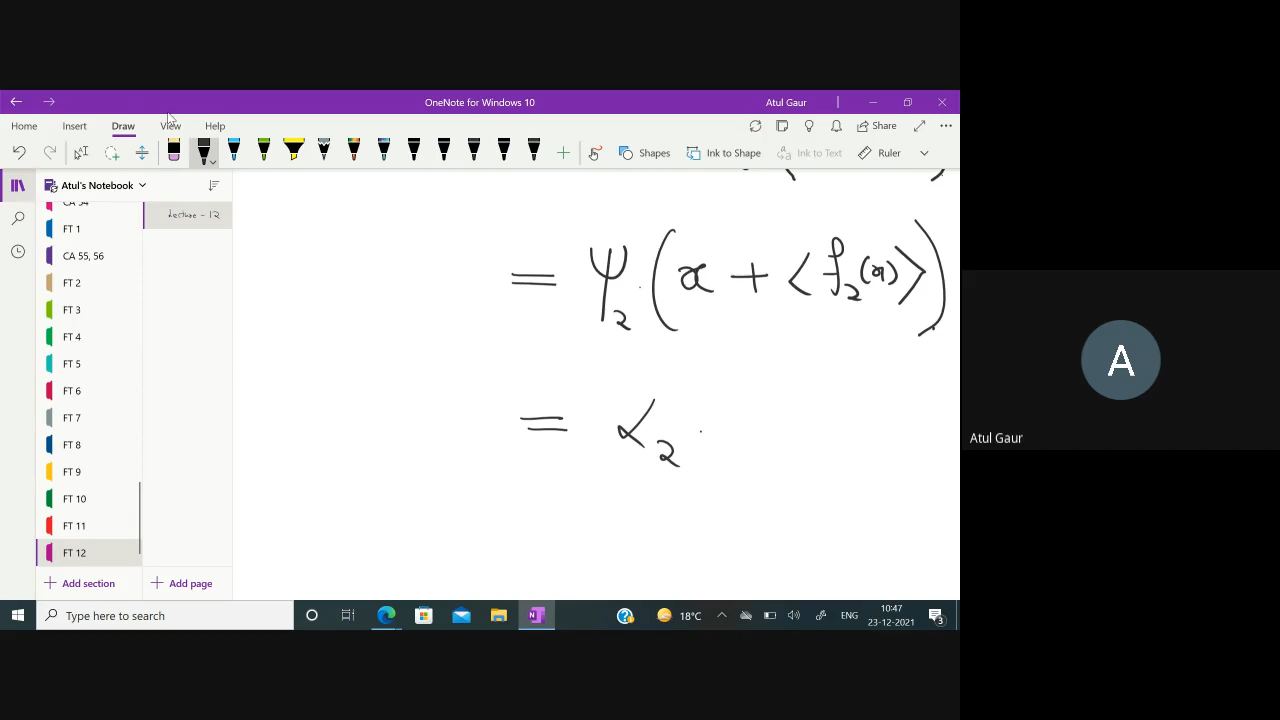 OneNote for Windows 10
Atul Gaur
Home Insert Draw View Help
Share
Shapes Ink to Shape Ink to Text Ruler
Atul's Notebook
Lecture - 12
CA 54
FT 1
CA 55, 56
FT 2
FT 3
FT 4
FT 5
FT 6
FT 7
FT 8
FT 9
FT 10
FT 11
FT 12
Add section
Add page
= ψ₂ (x + <f₂(x)>)
= α₂.
A
Atul Gaur
Type here to search
18°C
ENG
10:47
23-12-2021
3